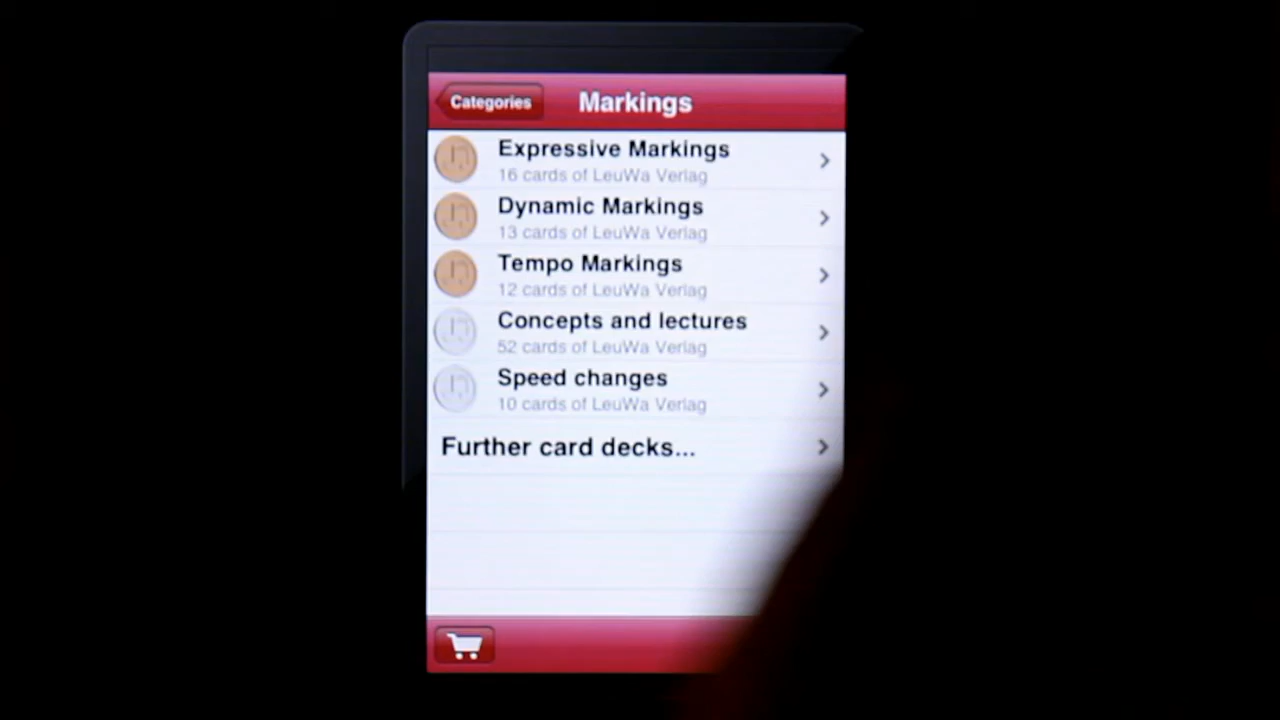 Categories
Markings
Expressive Markings
16 cards of LeuWa Verlag
Dynamic Markings
13 cards of LeuWa Verlag
Tempo Markings
12 cards of LeuWa Verlag
Concepts and lectures
52 cards of LeuWa Verlag
Speed changes
10 cards of LeuWa Verlag
Further card decks...